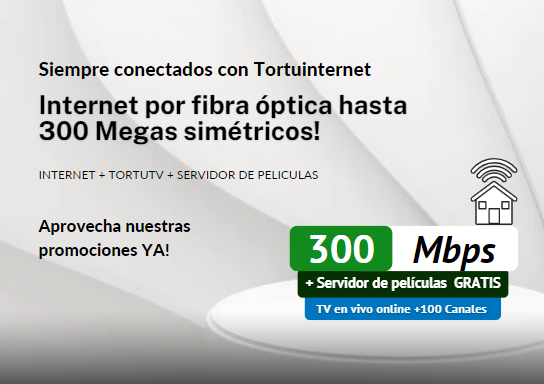 Siempre conectados con Tortuinternet
Internet por fibra óptica hasta
300 Megas simétricos!
INTERNET + TORTUTV + SERVIDOR DE PELICULAS
Aprovecha nuestras
promociones YA!
300 Mbps
+ Servidor de películas GRATIS
TV en vivo online +100 Canales